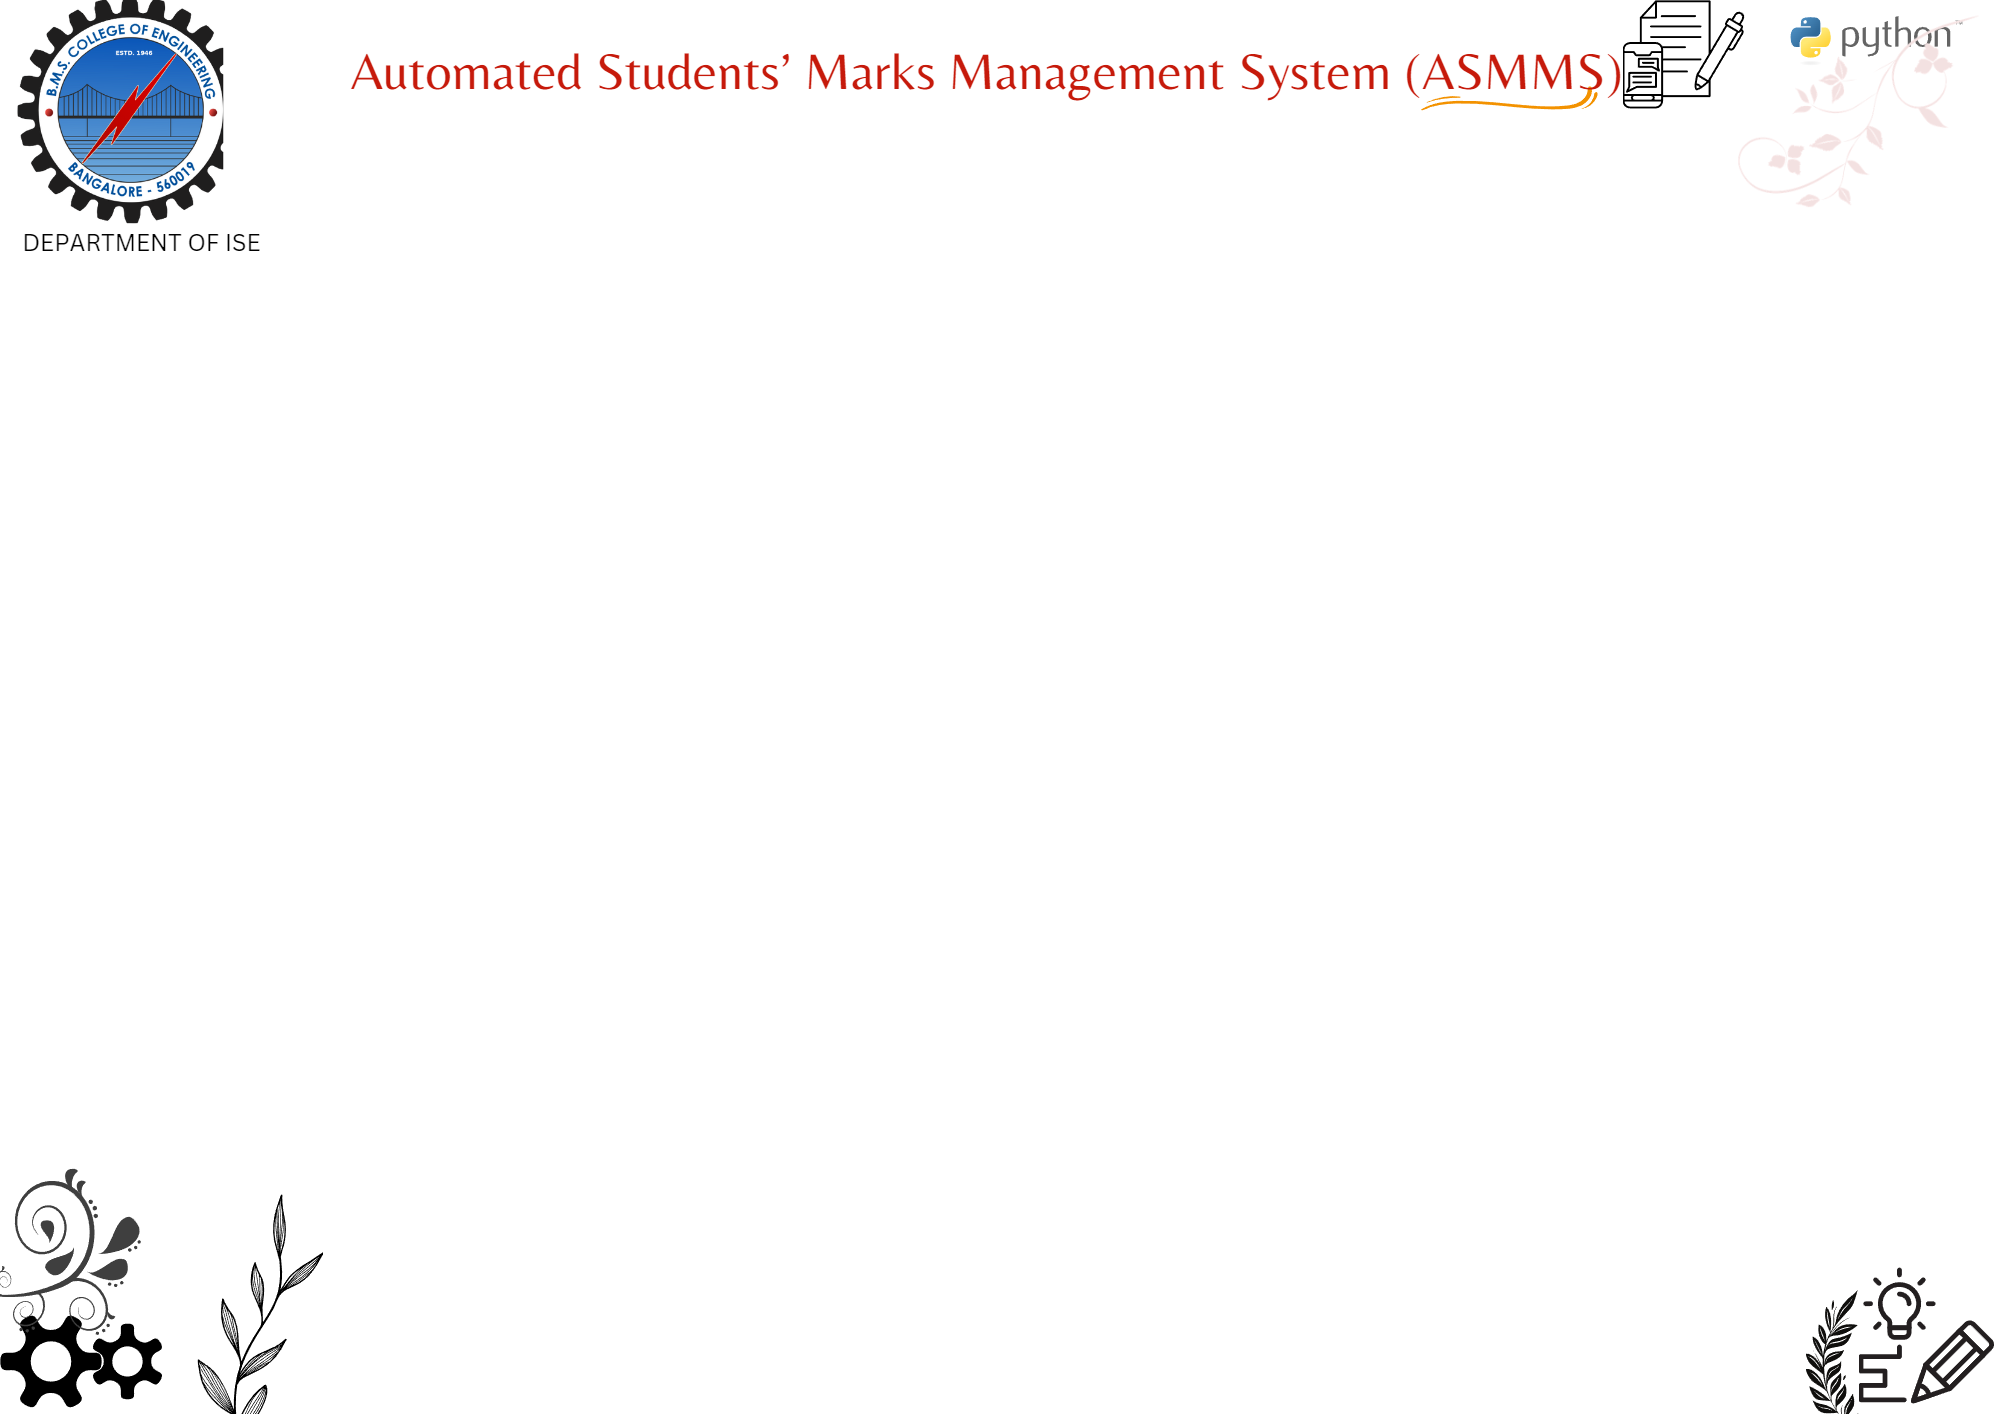 B.M.S. COLLEGE OF ENGINEERING
ESTD. 1946
BANGALORE - 560019
DEPARTMENT OF ISE
Automated Students’ Marks Management System (ASMMS)
python™